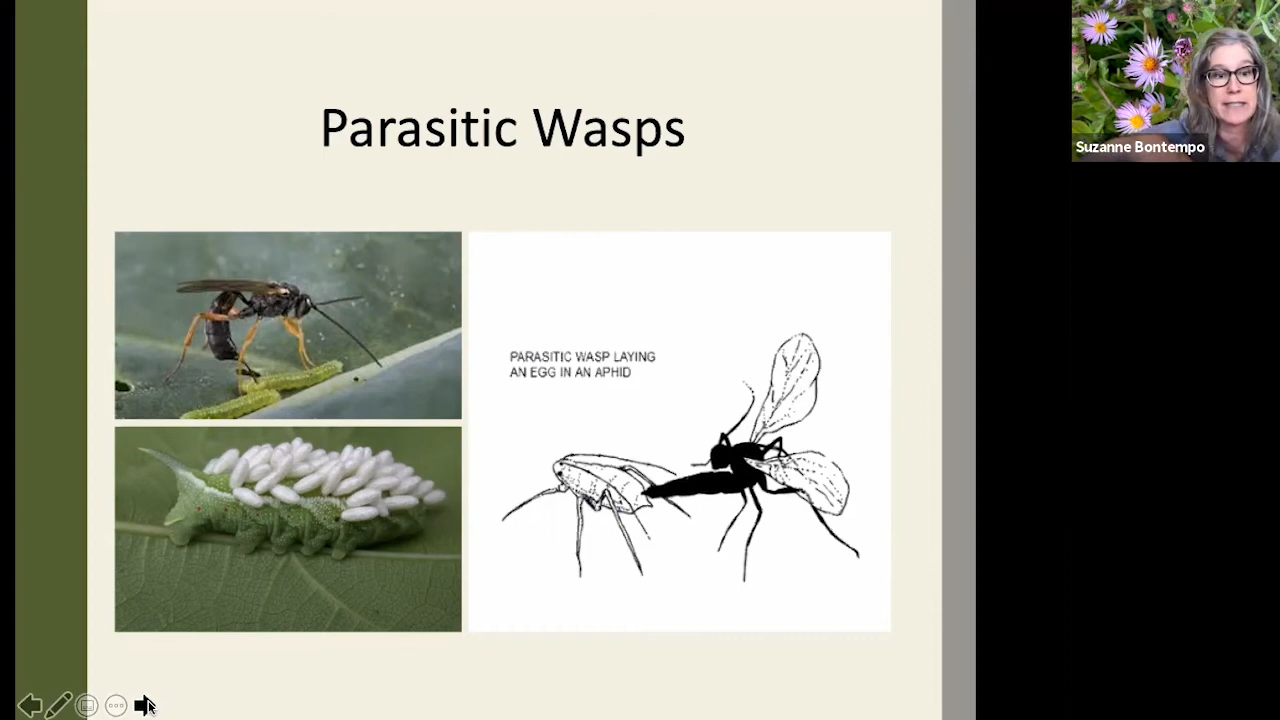 Parasitic Wasps
Suzanne Bontempo
PARASITIC WASP LAYING
AN EGG IN AN APHID